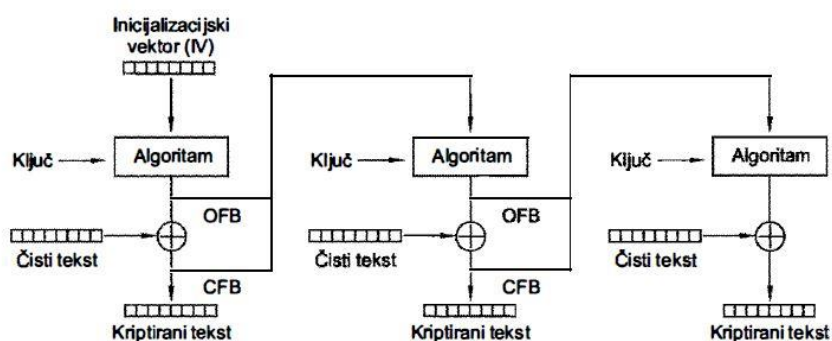 Inicijalizacijski
vektor (IV)
Ključ
Algoritam
Ključ
Algoritam
Ključ
Algoritam
OFB
OFB
Čisti tekst
Čisti tekst
Čisti tekst
CFB
CFB
Kriptirani tekst
Kriptirani tekst
Kriptirani tekst